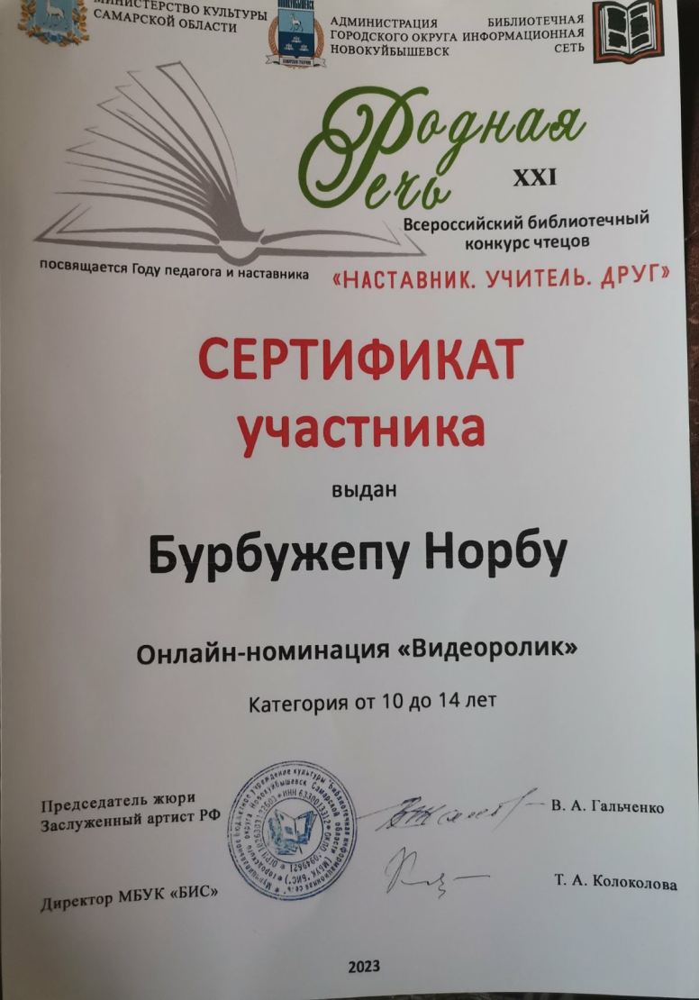 МИНИСТЕРСТВО КУЛЬТУРЫ
САМАРСКОЙ ОБЛАСТИ
НОВОКУЙБЫШЕВСК
АДМИНИСТРАЦИЯ
ГОРОДСКОГО ОКРУГА
НОВОКУЙБЫШЕВСК
БИБЛИОТЕЧНАЯ
ИНФОРМАЦИОННАЯ
СЕТЬ
Родная
Речь
XXI
Всероссийский библиотечный
конкурс чтецов
посвящается Году педагога и наставника
«НАСТАВНИК. УЧИТЕЛЬ. ДРУГ»
СЕРТИФИКАТ
участника
выдан
Бурбужепу Норбу
Онлайн-номинация «Видеоролик»
Категория от 10 до 14 лет
Председатель жюри
Заслуженный артист РФ
В. А. Гальченко
Директор МБУК «БИС»
Т. А. Колоколова
2023